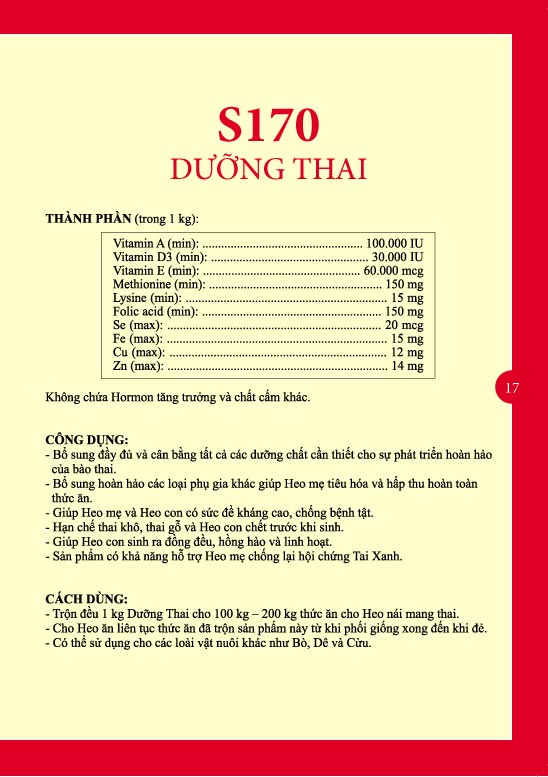 S170
DƯỠNG THAI
THÀNH PHẦN (trong 1 kg):
Vitamin A (min): .................................................... 100.000 IU
Vitamin D3 (min): ................................................... 30.000 IU
Vitamin E (min): ................................................... 60.000 mcg
Methionine (min): ........................................................ 150 mg
Lysine (min): ................................................................. 15 mg
Folic acid (min): .......................................................... 150 mg
Se (max): ..................................................................... 20 mcg
Fe (max): ....................................................................... 15 mg
Cu (max): ...................................................................... 12 mg
Zn (max): ....................................................................... 14 mg
Không chứa Hormon tăng trưởng và chất cấm khác.
17
CÔNG DỤNG:
- Bổ sung đầy đủ và cân bằng tất cả các dưỡng chất cần thiết cho sự phát triển hoàn hảo
của bào thai.
- Bổ sung hoàn hảo các loại phụ gia khác giúp Heo mẹ tiêu hóa và hấp thu hoàn toàn
thức ăn.
- Giúp Heo mẹ và Heo con có sức đề kháng cao, chống bệnh tật.
- Hạn chế thai khô, thai gỗ và Heo con chết trước khi sinh.
- Giúp Heo con sinh ra đồng đều, hồng hào và linh hoạt.
- Sản phẩm có khả năng hỗ trợ Heo mẹ chống lại hội chứng Tai Xanh.
CÁCH DÙNG:
- Trộn đều 1 kg Dưỡng Thai cho 100 kg – 200 kg thức ăn cho Heo nái mang thai.
- Cho Heo ăn liên tục thức ăn đã trộn sản phẩm này từ khi phối giống xong đến khi đẻ.
- Có thể sử dụng cho các loài vật nuôi khác như Bò, Dê và Cừu.